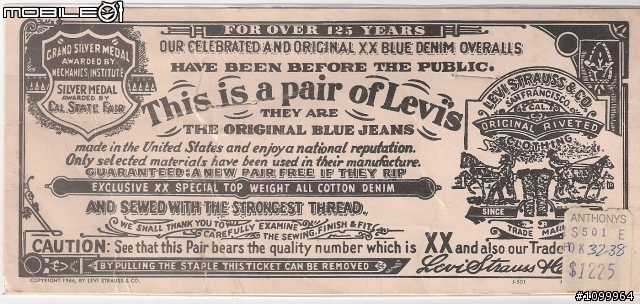 mobile01
FOR OVER 125 YEARS
OUR CELEBRATED AND ORIGINAL XX BLUE DENIM OVERALLS
HAVE BEEN BEFORE THE PUBLIC.
GRAND SILVER MEDAL
AWARDED BY
MECHANICS INSTITUTE
SILVER MEDAL
AWARDED BY
CAL. STATE FAIR
This is a pair of Levi's
THEY ARE
THE ORIGINAL BLUE JEANS
made in the United States and enjoy a national reputation.
Only selected materials have been used in their manufacture.
GUARANTEED: A NEW PAIR FREE IF THEY RIP
EXCLUSIVE XX SPECIAL TOP WEIGHT ALL COTTON DENIM
AND SEWED WITH THE STRONGEST THREAD.
WE SHALL THANK YOU TO
CAREFULLY EXAMINE
THE SEWING, FINISH & FIT
LEVI STRAUSS & CO.
SAN FRANCISCO, CAL.
ORIGINAL RIVETED
CLOTHING
SINCE
TRADE MARK
CAUTION: See that this Pair bears the quality number which is XX and also our Trade
Levi Strauss &
BY PULLING THE STAPLE THIS TICKET CAN BE REMOVED
COPYRIGHT 1966, BY LEVI STRAUSS & CO.
J-501
ANTHONYS
S501 E
32-38
$1225
#1099964